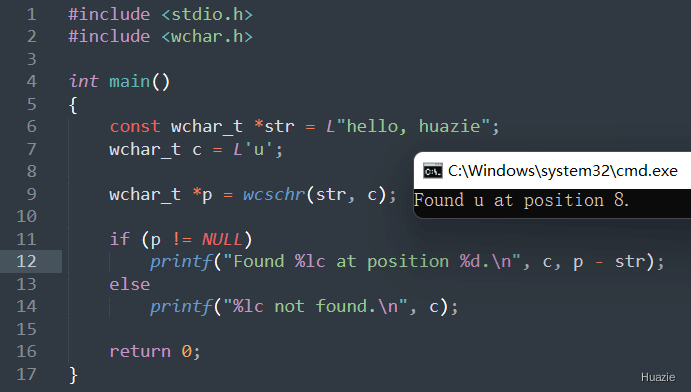 1 #include <stdio.h>
2 #include <wchar.h>
3
4 int main()
5 {
6     const wchar_t *str = L"hello, huazie";
7     wchar_t c = L'u';
8
9     wchar_t *p = wcschr(str, c);
10
11     if (p != NULL)
12         printf("Found %lc at position %d.\n", c, p - str);
13     else
14         printf("%lc not found.\n", c);
15
16     return 0;
17 }
C:\Windows\system32\cmd.exe
Found u at position 8.
Huazie